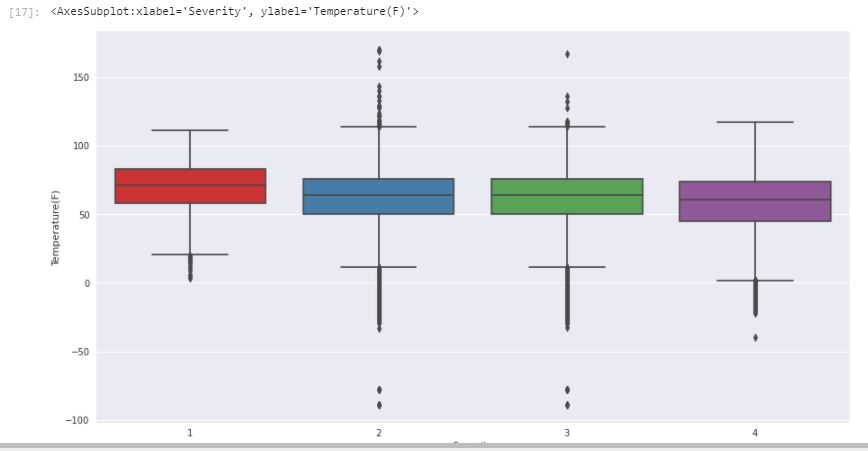 [17]: <AxesSubplot:xlabel='Severity', ylabel='Temperature(F)'>
150
100
50
0
−50
−100
Temperature(F)
1 2 3 4